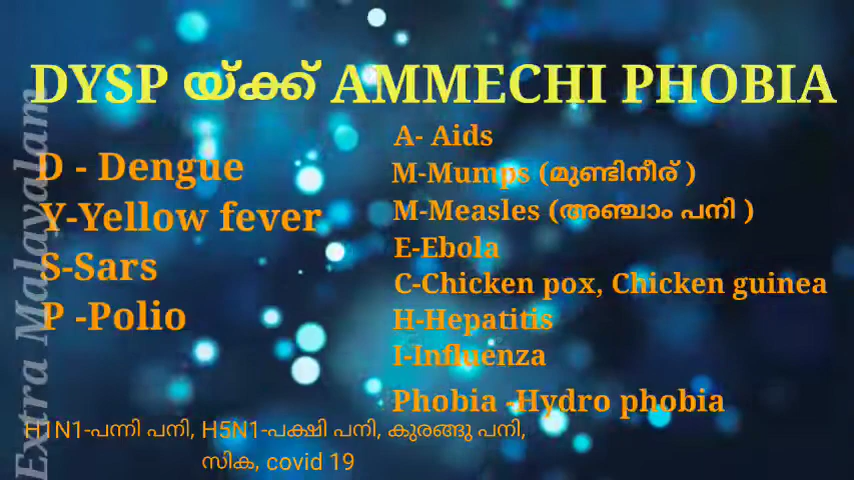 DYSP യ്ക്ക് AMMECHI PHOBIA
D - Dengue
Y-Yellow fever
S-Sars
P -Polio
A- Aids
M-Mumps (മുണ്ടിനീര് )
M-Measles (അഞ്ചാം പനി )
E-Ebola
C-Chicken pox, Chicken guinea
H-Hepatitis
I-Influenza
Phobia -Hydro phobia
H1N1-പന്നി പനി, H5N1-പക്ഷി പനി, കുരങ്ങു പനി,
സിക, covid 19
Extra Malayalam